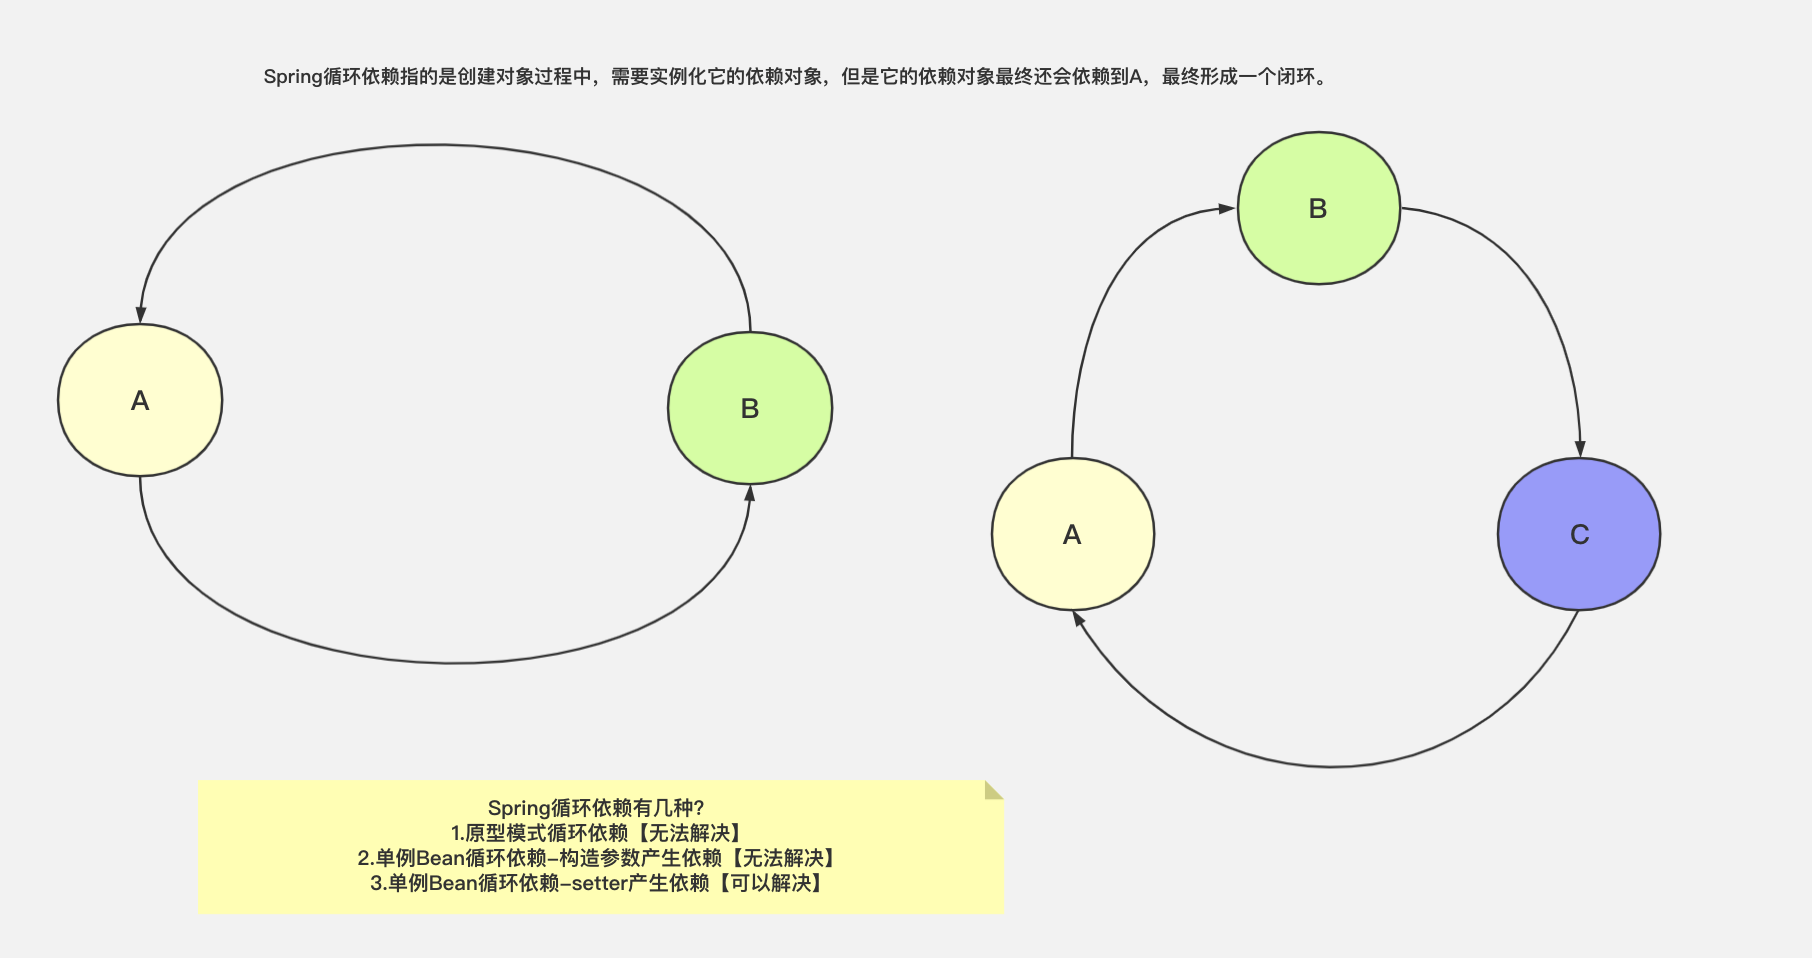 Spring循环依赖指的是创建对象过程中，需要实例化它的依赖对象，但是它的依赖对象最终还会依赖到A，最终形成一个闭环。
B
A
B
A
C
Spring循环依赖有几种?
1.原型模式循环依赖【无法解决】
2.单例Bean循环依赖-构造参数产生依赖【无法解决】
3.单例Bean循环依赖-setter产生依赖【可以解决】